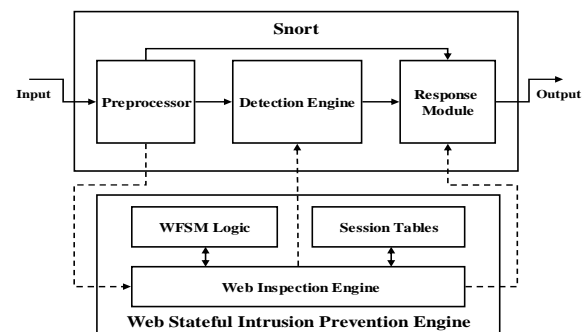 Snort
Input
Preprocessor
Detection Engine
Response
Module
Output
WFSM Logic
Session Tables
Web Inspection Engine
Web Stateful Intrusion Prevention Engine